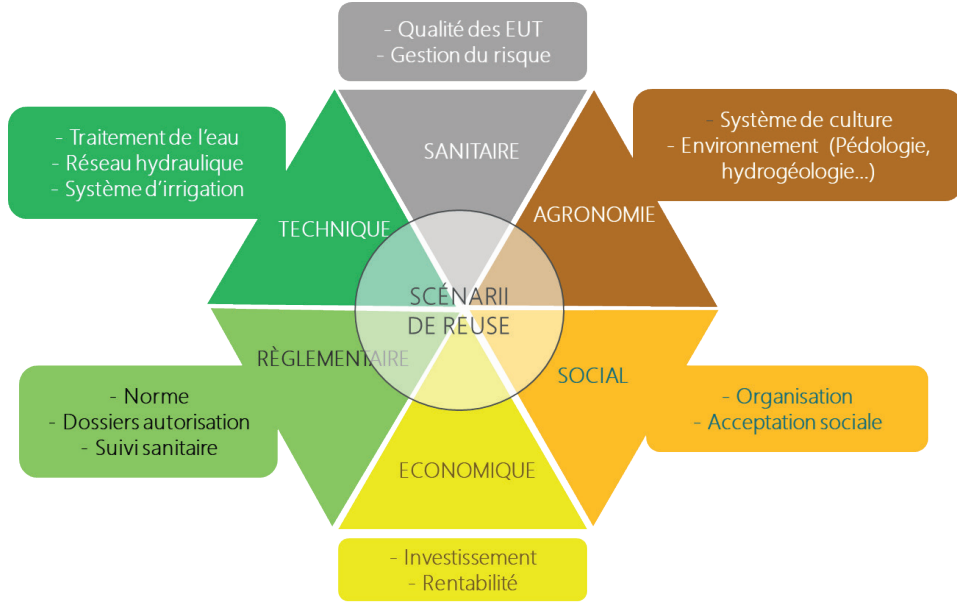 - Qualité des EUT
- Gestion du risque
SANITAIRE
- Traitement de l'eau
- Réseau hydraulique
- Système d'irrigation
TECHNIQUE
- Système de culture
- Environnement (Pédologie,
hydrogéologie...)
AGRONOMIE
SCÉNARII
DE REUSE
RÈGLEMENTAIRE
- Norme
- Dossiers autorisation
- Suivi sanitaire
SOCIAL
- Organisation
- Acceptation sociale
ECONOMIQUE
- Investissement
- Rentabilité